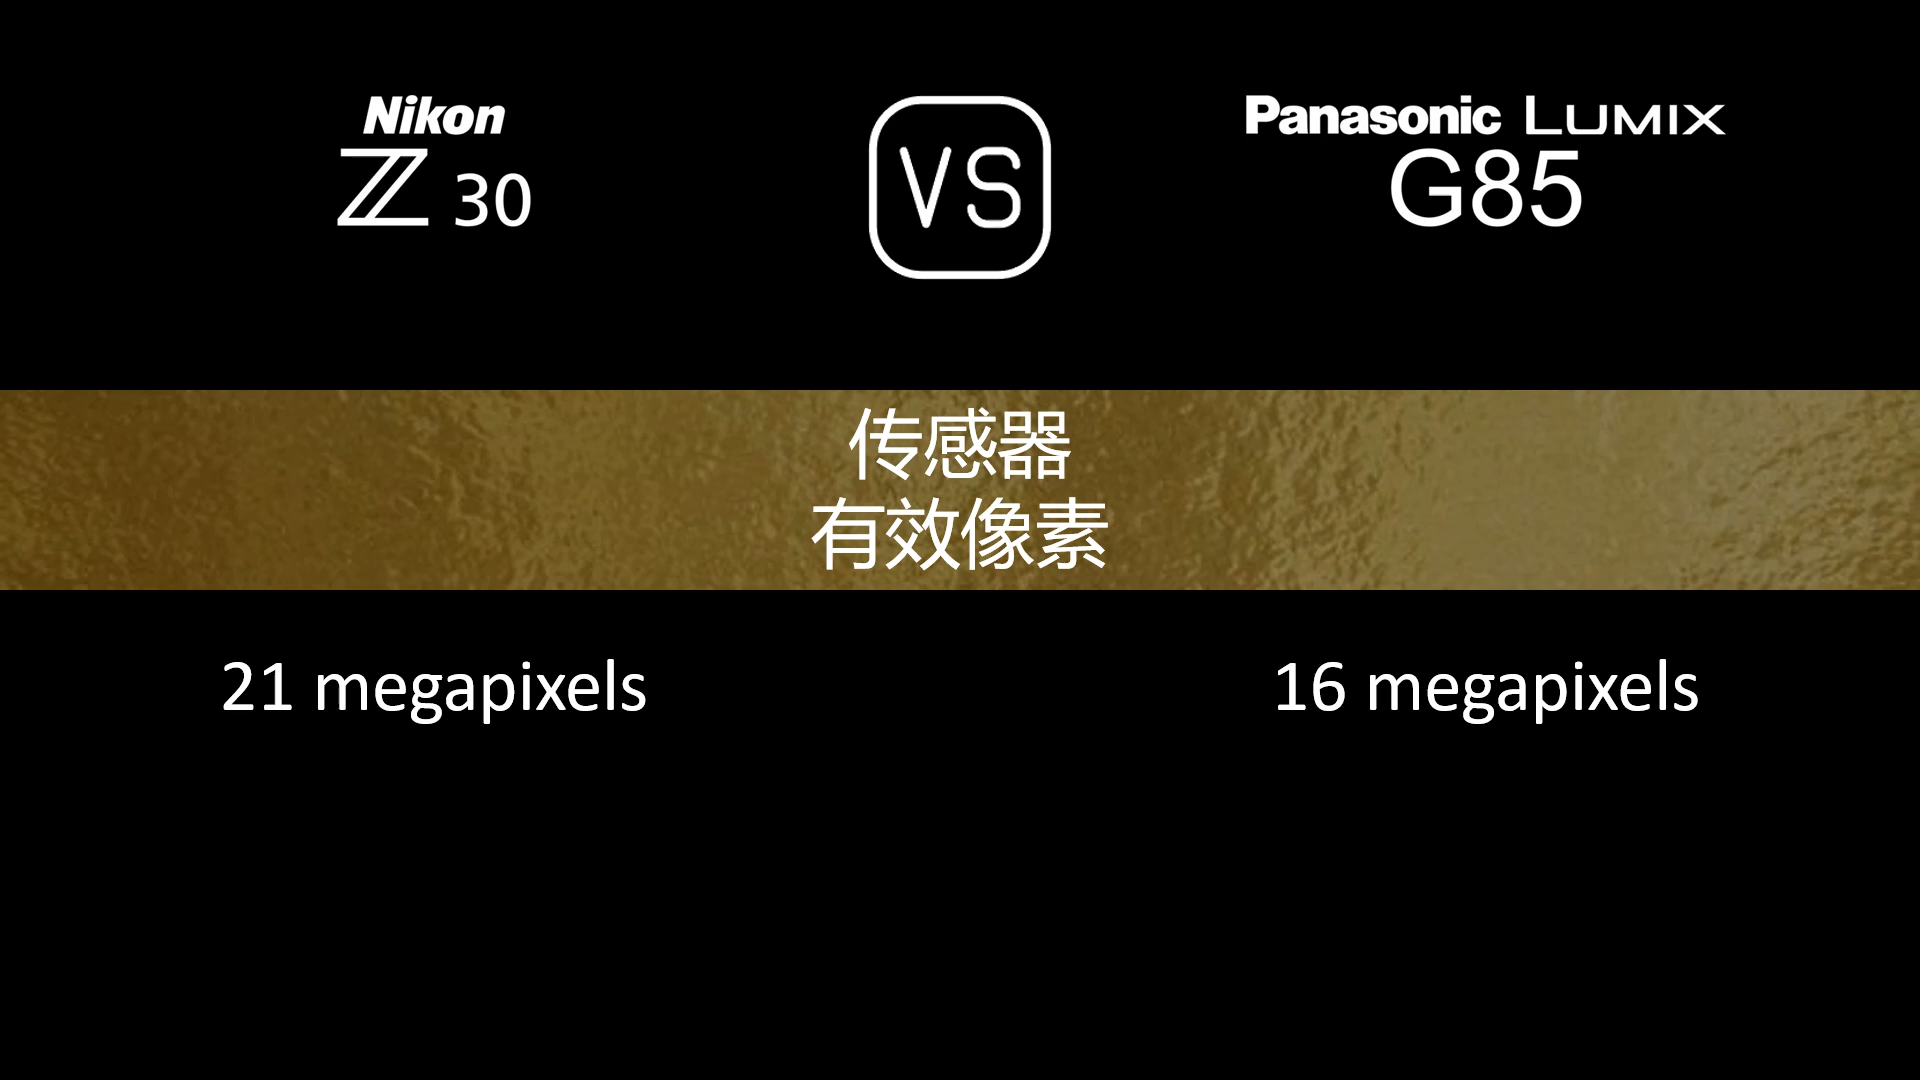 Nikon
Z 30
VS
Panasonic LUMIX
G85
传感器
有效像素
21 megapixels
16 megapixels